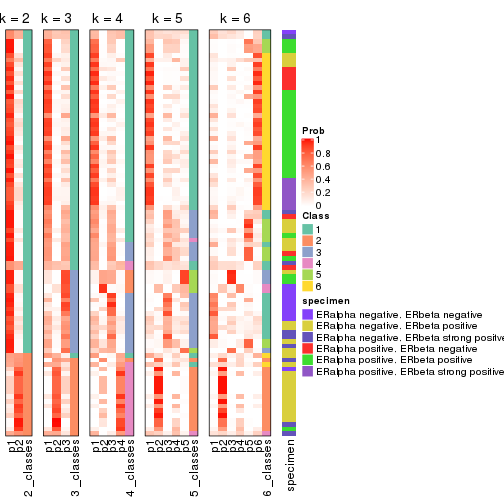 k = 2 k = 3 k = 4 k = 5 k = 6
Prob
1
0.8
0.6
0.4
0.2
0
Class
1
2
3
4
5
6
specimen
ERalpha negative. ERbeta negative
ERalpha negative. ERbeta positive
ERalpha negative. ERbeta strong positive
ERalpha positive. ERbeta negative
ERalpha positive. ERbeta positive
ERalpha positive. ERbeta strong positive
p1 p2 2_classes p1 p2 p3 3_classes p1 p2 p3 p4 4_classes p1 p2 p3 p4 p5 5_classes p1 p2 p3 p4 p5 p6 6_classes specimen